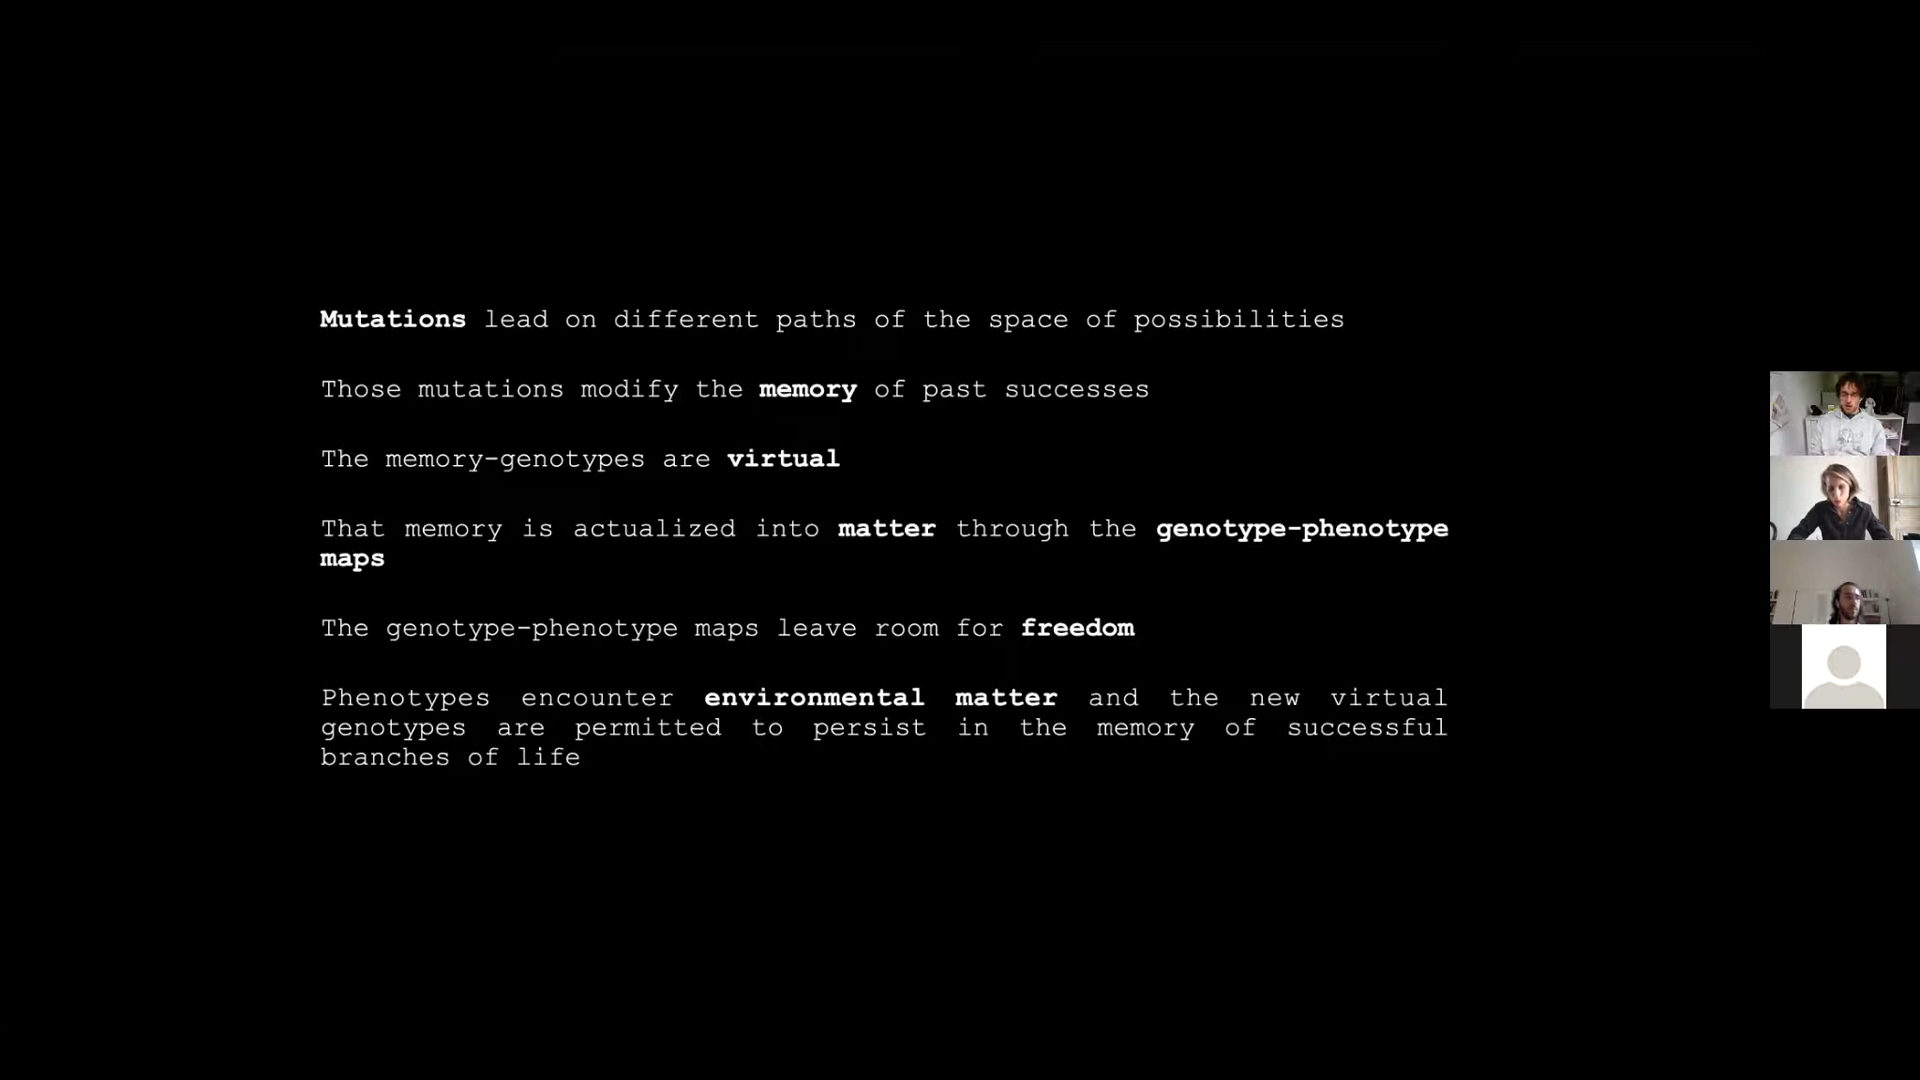 Mutations lead on different paths of the space of possibilities
Those mutations modify the memory of past successes
The memory-genotypes are virtual
That memory is actualized into matter through the genotype-phenotype
maps
The genotype-phenotype maps leave room for freedom
Phenotypes encounter environmental matter and the new virtual
genotypes are permitted to persist in the memory of successful
branches of life